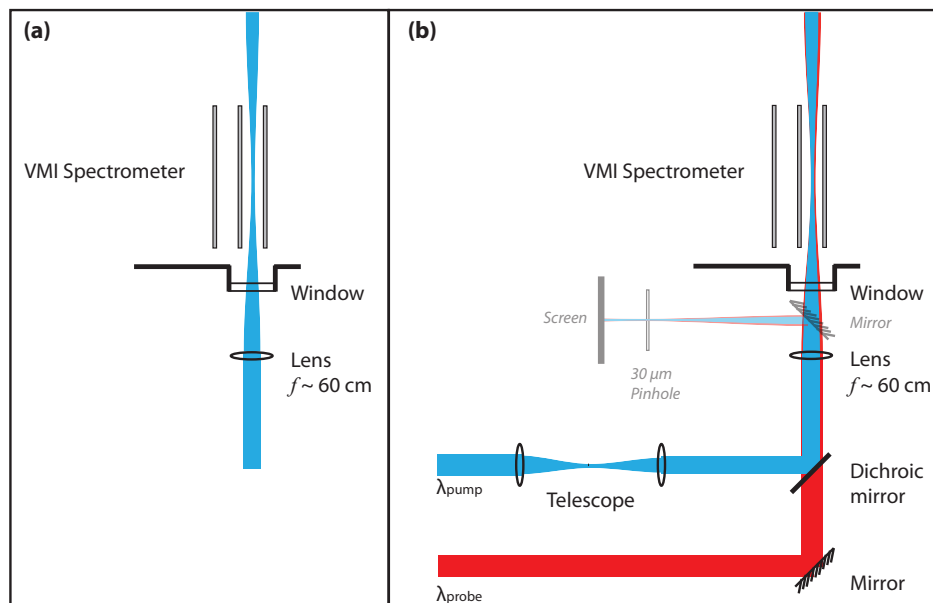 (a)
VMI Spectrometer
Window
Lens
f ~ 60 cm
(b)
VMI Spectrometer
Window
Screen
Mirror
Lens
f ~ 60 cm
30 µm
Pinhole
λpump
Telescope
Dichroic
mirror
λprobe
Mirror